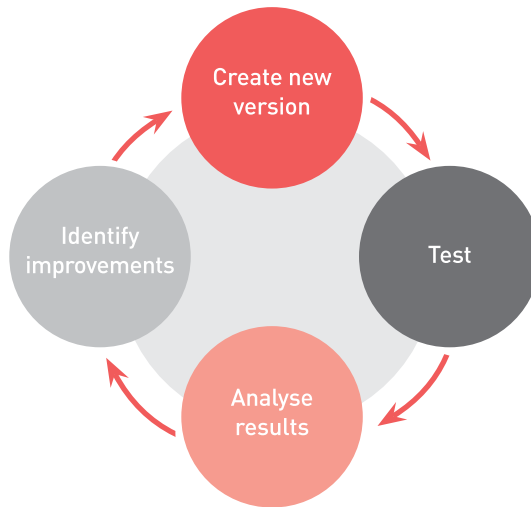 Create new
version
Test
Analyse
results
Identify
improvements